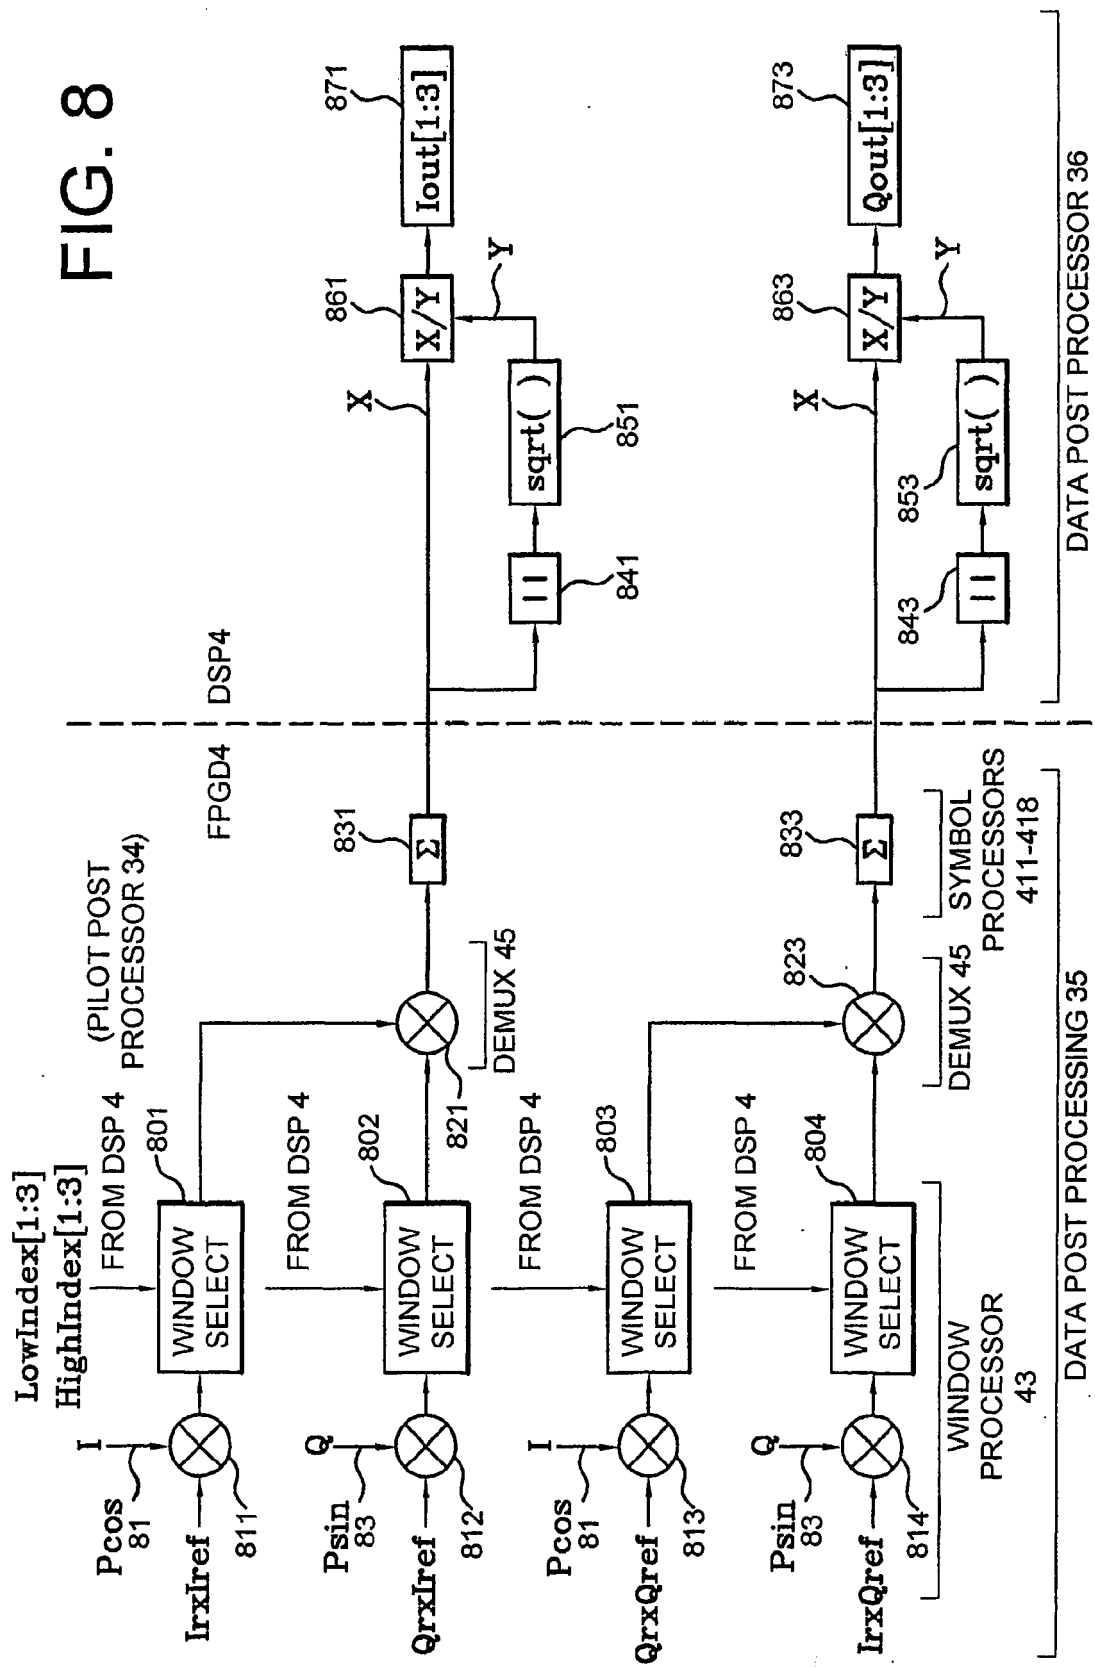 FIG. 8
LowIndex[1:3]
HighIndex[1:3]
FROM DSP 4
(PILOT POST
PROCESSOR 34)
FPGD4
DSP4
Pcos
81
I
IrxIref
811
WINDOW
SELECT
801
Psin
83
Q
QrxIref
812
FROM DSP 4
WINDOW
SELECT
802
821
DEMUX 45
Σ
831
X
| |
841
sqrt( )
851
Y
X/Y
861
Iout[1:3]
871
Pcos
81
I
QrxQref
813
FROM DSP 4
WINDOW
SELECT
803
Psin
83
Q
IrxQref
814
FROM DSP 4
WINDOW
SELECT
804
823
DEMUX 45
Σ
833
SYMBOL
PROCESSORS
411-418
X
| |
843
sqrt( )
853
Y
X/Y
863
Qout[1:3]
873
WINDOW
PROCESSOR
43
DATA POST PROCESSING 35
DATA POST PROCESSOR 36